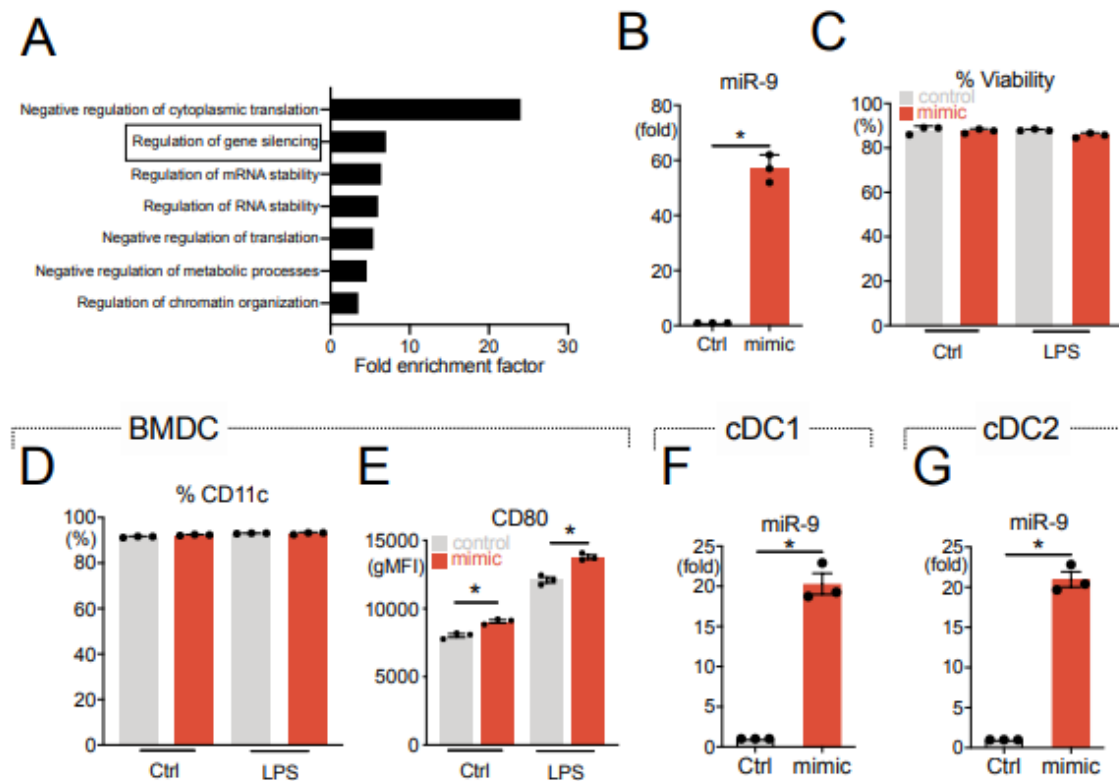 A
Negative regulation of cytoplasmic translation
Regulation of gene silencing
Regulation of mRNA stability
Regulation of RNA stability
Negative regulation of translation
Negative regulation of metabolic processes
Regulation of chromatin organization
0 10 20 30
Fold enrichment factor
B
miR-9
80
(fold)
60
40
20
0
*
Ctrl mimic
C
% Viability
control
mimic
100
(%)
80
60
40
20
0
Ctrl LPS
BMDC
D
% CD11c
100
(%)
80
60
40
20
0
Ctrl LPS
E
CD80
control
mimic
15000
(gMFI)
10000
5000
0
* *
Ctrl LPS
cDC1
F
miR-9
25
(fold)
20
15
10
5
0
*
Ctrl mimic
cDC2
G
miR-9
25
(fold)
20
15
10
5
0
*
Ctrl mimic